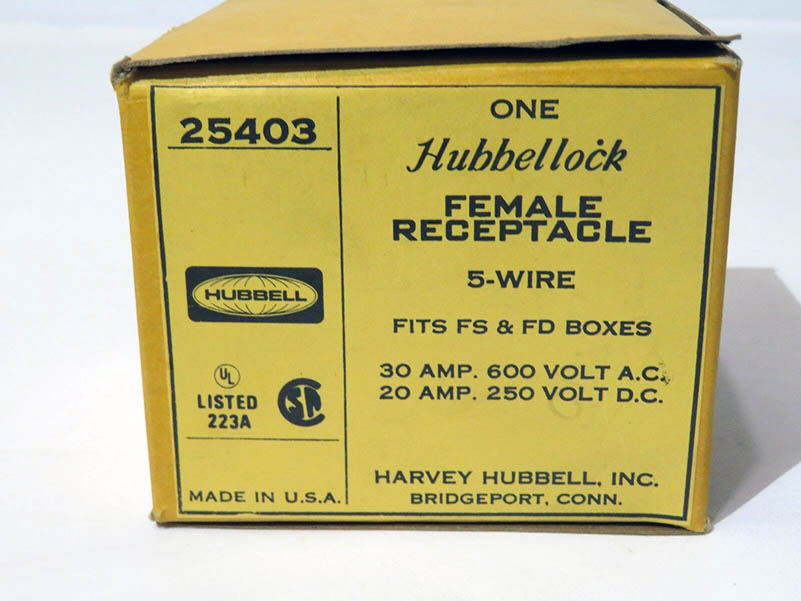 25403
HUBBELL
UL
LISTED
223A
SA
MADE IN U.S.A.
ONE
Hubbellock
FEMALE
RECEPTACLE
5-WIRE
FITS FS & FD BOXES
30 AMP. 600 VOLT A.C.
20 AMP. 250 VOLT D.C.
HARVEY HUBBELL, INC.
BRIDGEPORT, CONN.